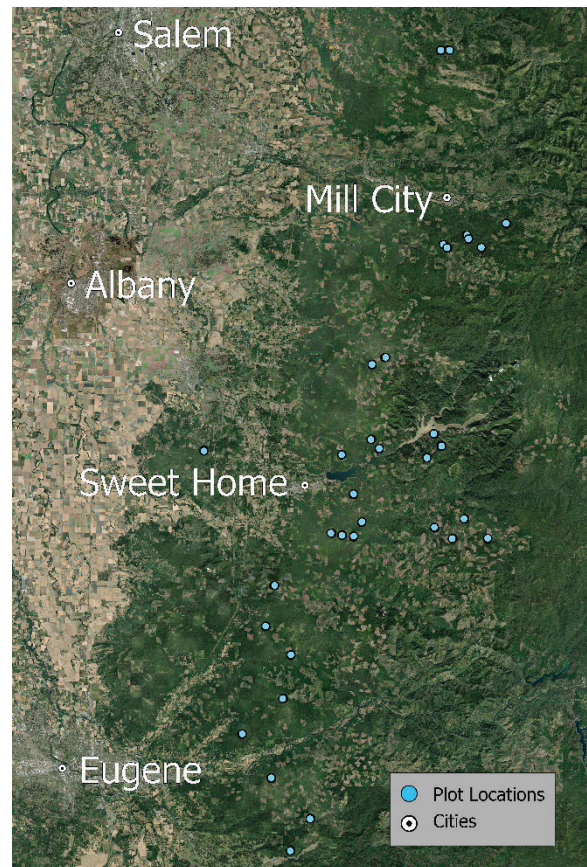 Salem
Mill City
Albany
Sweet Home
Eugene
Plot Locations
Cities